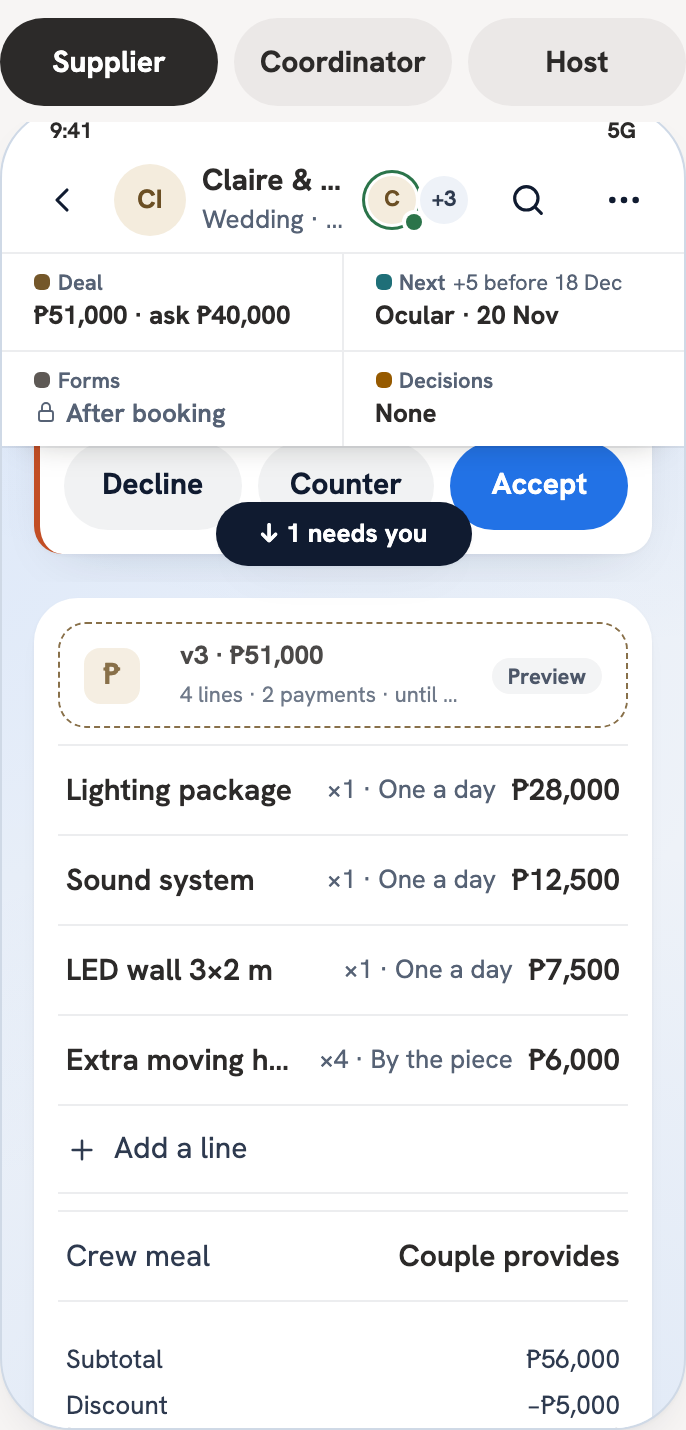 Supplier
Coordinator
Host
9:41
5G
Cl
Claire & ...
Wedding · ...
C
+3
Deal
₱51,000 · ask ₱40,000
Next +5 before 18 Dec
Ocular · 20 Nov
Forms
After booking
Decisions
None
Decline
Counter
Accept
↓ 1 needs you
₱
v3 · ₱51,000
4 lines · 2 payments · until ...
Preview
Lighting package ×1 · One a day ₱28,000
Sound system ×1 · One a day ₱12,500
LED wall 3×2 m ×1 · One a day ₱7,500
Extra moving h... ×4 · By the piece ₱6,000
+ Add a line
Crew meal Couple provides
Subtotal ₱56,000
Discount −₱5,000